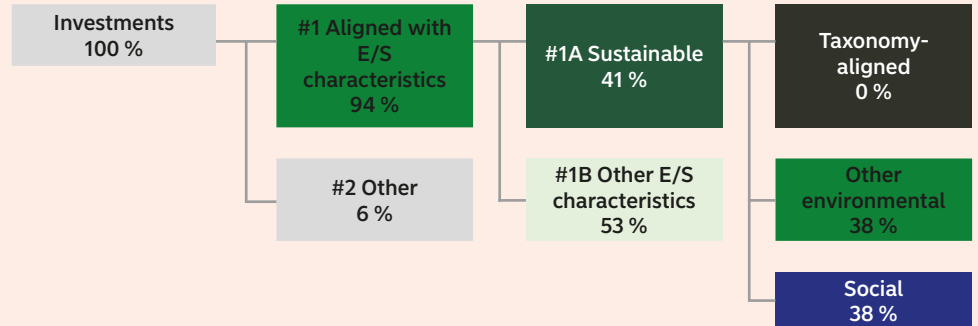 Investments
100 %
#1 Aligned with
E/S
characteristics
94 %
#1A Sustainable
41 %
Taxonomy-
aligned
0 %
#2 Other
6 %
#1B Other E/S
characteristics
53 %
Other
environmental
38 %
Social
38 %